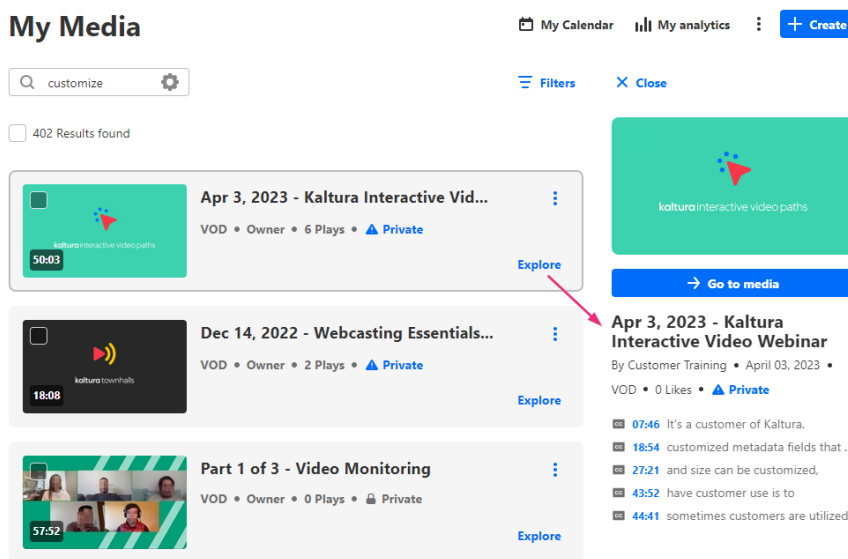 My Media
My Calendar
My analytics
Create
customize
Filters
Close
402 Results found
kaltura interactive video paths
50:03
Apr 3, 2023 - Kaltura Interactive Vid...
VOD • Owner • 6 Plays • Private
Explore
kaltura townhalls
18:08
Dec 14, 2022 - Webcasting Essentials...
VOD • Owner • 2 Plays • Private
Explore
57:52
Part 1 of 3 - Video Monitoring
VOD • Owner • 0 Plays • Private
Explore
kaltura interactive video paths
Go to media
Apr 3, 2023 - Kaltura
Interactive Video Webinar
By Customer Training • April 03, 2023 •
VOD • 0 Likes • Private
CC 07:46 It's a customer of Kaltura.
CC 18:54 customized metadata fields that .
CC 27:21 and size can be customized,
CC 43:52 have customer use is to
CC 44:41 sometimes customers are utilized